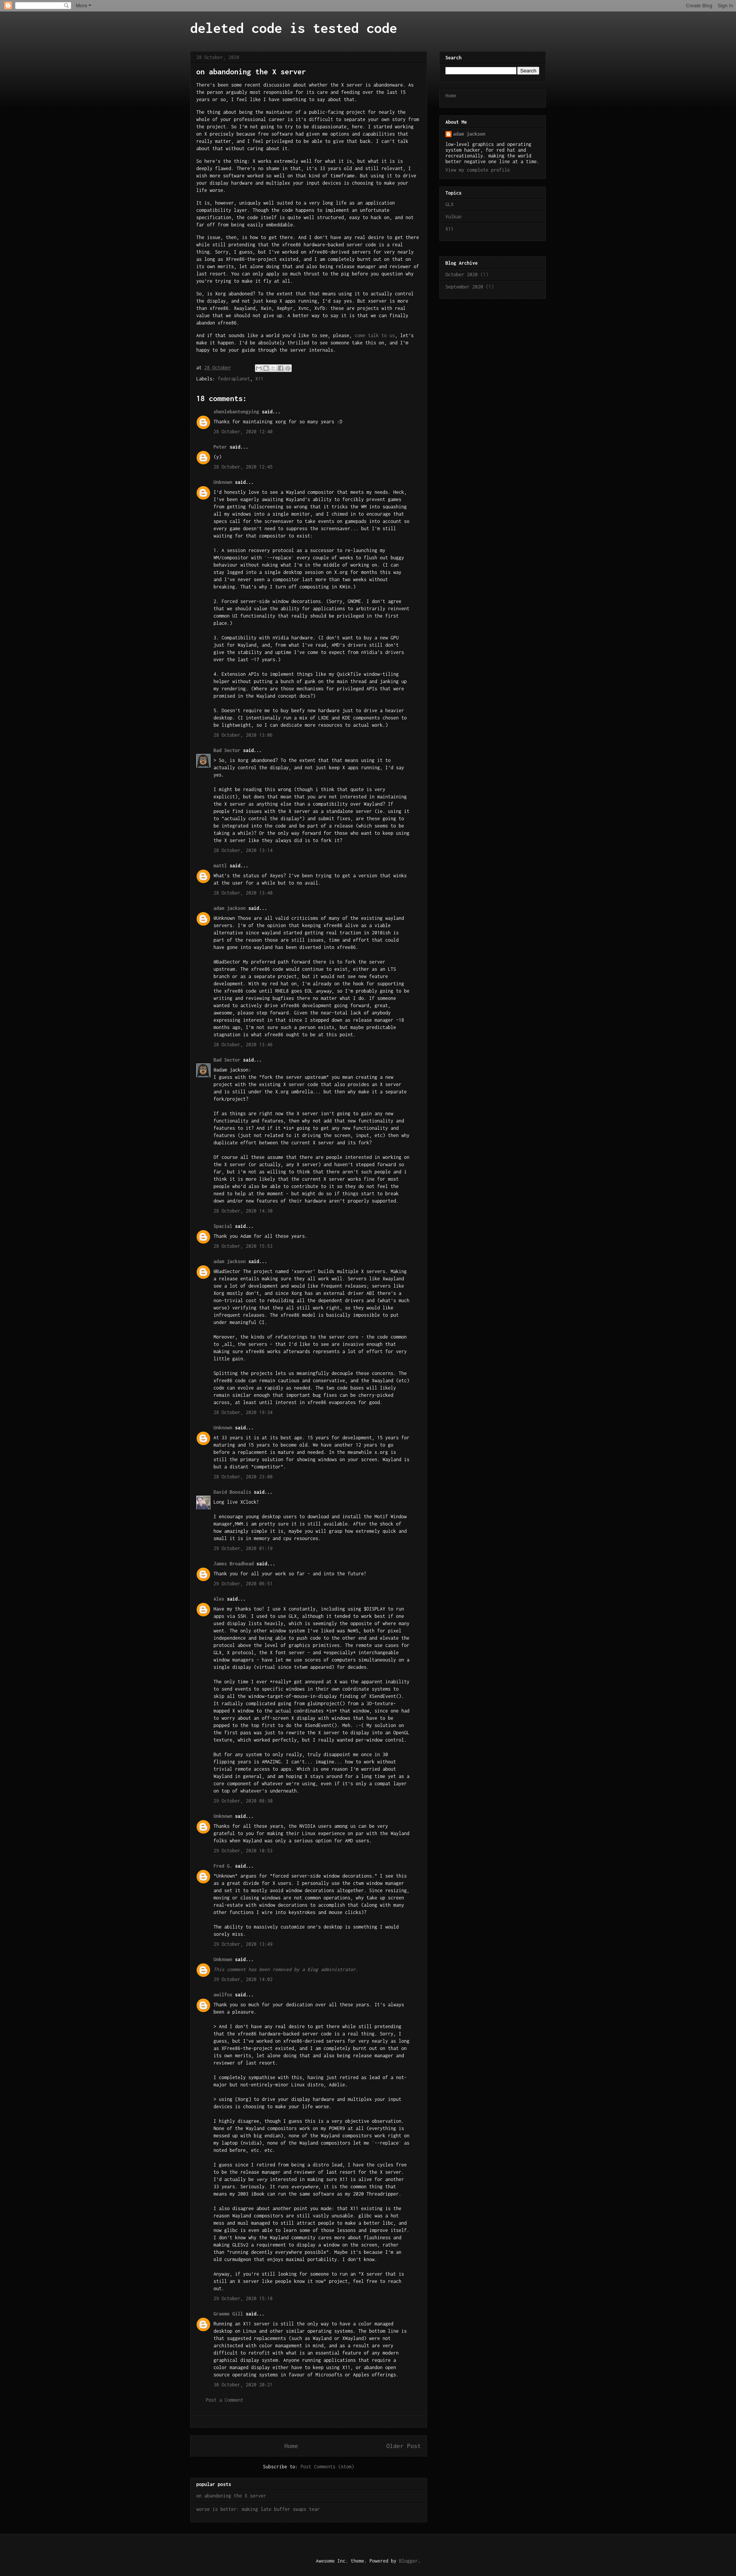 More
Create Blog Sign In
deleted code is tested code
28 October, 2020
on abandoning the X server
There's been some recent discussion about whether the X server is abandonware. As
the person arguably most responsible for its care and feeding over the last 15
years or so, I feel like I have something to say about that.
The thing about being the maintainer of a public-facing project for nearly the
whole of your professional career is it's difficult to separate your own story from
the project. So I'm not going to try to be dispassionate, here. I started working
on X precisely because free software had given me options and capabilities that
really matter, and I feel privileged to be able to give that back. I can't talk
about that without caring about it.
So here's the thing: X works extremely well for what it is, but what it is is
deeply flawed. There's no shame in that, it's 33 years old and still relevant, I
wish more software worked so well on that kind of timeframe. But using it to drive
your display hardware and multiplex your input devices is choosing to make your
life worse.
It is, however, uniquely well suited to a very long life as an application
compatibility layer. Though the code happens to implement an unfortunate
specification, the code itself is quite well structured, easy to hack on, and not
far off from being easily embeddable.
The issue, then, is how to get there. And I don't have any real desire to get there
while still pretending that the xfree86 hardware-backed server code is a real
thing. Sorry, I guess, but I've worked on xfree86-derived servers for very nearly
as long as XFree86-the-project existed, and I am completely burnt out on that on
its own merits, let alone doing that and also being release manager and reviewer of
last resort. You can only apply so much thrust to the pig before you question why
you're trying to make it fly at all.
So, is Xorg abandoned? To the extent that that means using it to actually control
the display, and not just keep X apps running, I'd say yes. But xserver is more
than xfree86. Xwayland, Xwin, Xephyr, Xvnc, Xvfb: these are projects with real
value that we should not give up. A better way to say it is that we can finally
abandon xfree86.
And if that sounds like a world you'd like to see, please, come talk to us, let's
make it happen. I'd be absolutely thrilled to see someone take this on, and I'm
happy to be your guide through the server internals.
at 28 October
Labels: fedoraplanet, X11
18 comments:
shenlebantongying said...
Thanks for maintaining xorg for so many years :D
28 October, 2020 12:40
Peter said...
(y)
28 October, 2020 12:45
Unknown said...
I'd honestly love to see a Wayland compositor that meets my needs. Heck,
I've been eagerly awaiting Wayland's ability to forcibly prevent games
from getting fullscreening so wrong that it tricks the WM into squashing
all my windows into a single monitor, and I chimed in to encourage that
specs call for the screensaver to take events on gamepads into account so
every game doesn't need to suppress the screensaver... but I'm still
waiting for that compositor to exist:
1. A session recovery protocol as a successor to re-launching my
WM/compositor with `--replace` every couple of weeks to flush out buggy
behaviour without nuking what I'm in the middle of working on. (I can
stay logged into a single desktop session on X.org for months this way
and I've never seen a compositor last more than two weeks without
breaking. That's why I turn off compositing in KWin.)
2. Forced server-side window decorations. (Sorry, GNOME. I don't agree
that we should value the ability for applications to arbitrarily reinvent
common UI functionality that really should be privileged in the first
place.)
3. Compatibility with nVidia hardware. (I don't want to buy a new GPU
just for Wayland, and, from what I've read, AMD's drivers still don't
give the stability and uptime I've come to expect from nVidia's drivers
over the last ~17 years.)
4. Extension APIs to implement things like my QuickTile window-tiling
helper without putting a bunch of gunk on the main thread and janking up
my rendering. (Where are those mechanisms for privileged APIs that were
promised in the Wayland concept docs?)
5. Doesn't require me to buy beefy new hardware just to drive a heavier
desktop. (I intentionally run a mix of LXDE and KDE components chosen to
be lightweight, so I can dedicate more resources to actual work.)
28 October, 2020 13:06
Bad Sector said...
> So, is Xorg abandoned? To the extent that that means using it to
actually control the display, and not just keep X apps running, I'd say
yes.
I might be reading this wrong (though i think that quote is very
explicit), but does that mean that you are not interested in maintaining
the X server as anything else than a compatibility over Wayland? If
people find issues with the X server as a standalone server (ie. using it
to "actually control the display") and submit fixes, are these going to
be integrated into the code and be part of a release (which seems to be
taking a while)? Or the only way forward for those who want to keep using
the X server like they always did is to fork it?
28 October, 2020 13:14
mattl said...
What's the status of Xeyes? I've been trying to get a version that winks
at the user for a while but to no avail.
28 October, 2020 13:40
adam jackson said...
@Unknown Those are all valid criticisms of many of the existing wayland
servers. I'm of the opinion that keeping xfree86 alive as a viable
alternative since wayland started getting real traction in 2010ish is
part of the reason those are still issues, time and effort that could
have gone into wayland has been diverted into xfree86.
@BadSector My preferred path forward there is to fork the server
upstream. The xfree86 code would continue to exist, either as an LTS
branch or as a separate project, but it would not see new feature
development. With my red hat on, I'm already on the hook for supporting
the xfree86 code until RHEL8 goes EOL anyway, so I'm probably going to be
writing and reviewing bugfixes there no matter what I do. If someone
wanted to actively drive xfree86 development going forward, great,
awesome, please step forward. Given the near-total lack of anybody
expressing interest in that since I stepped down as release manager ~18
months ago, I'm not sure such a person exists, but maybe predictable
stagnation is what xfree86 ought to be at this point.
28 October, 2020 13:46
Bad Sector said...
@adam jackson:
I guess with the "fork the server upstream" you mean creating a new
project with the existing X server code that also provides an X server
and is still under the X.org umbrella... but then why make it a separate
fork/project?
If as things are right now the X server isn't going to gain any new
functionality and features, then why not add that new functionality and
features to it? And if it *is* going to get any new functionality and
features (just not related to it driving the screen, input, etc) then why
duplicate effort between the current X server and its fork?
Of course all these assume that there are people interested in working on
the X server (or actually, any X server) and haven't stepped forward so
far, but i'm not as willing to think that there aren't such people and i
think it is more likely that the current X server works fine for most
people who'd also be able to contribute to it so they do not feel the
need to help at the moment - but might do so if things start to break
down and/or new features of their hardware aren't properly supported.
28 October, 2020 14:30
Spacial said...
Thank you Adam for all these years.
28 October, 2020 15:52
adam jackson said...
@BadSector The project named 'xserver' builds multiple X servers. Making
a release entails making sure they all work well. Servers like Xwayland
see a lot of development and would like frequent releases; servers like
Xorg mostly don't, and since Xorg has an external driver ABI there's a
non-trivial cost to rebuilding all the dependent drivers and (what's much
worse) verifying that they all still work right, so they would like
infrequent releases. The xfree86 model is basically impossible to put
under meaningful CI.
Moreover, the kinds of refactorings to the server core - the code common
to _all_ the servers - that I'd like to see are invasive enough that
making sure xfree86 works afterwards represents a lot of effort for very
little gain.
Splitting the projects lets us meaningfully decouple these concerns. The
xfree86 code can remain cautious and conservative, and the Xwayland (etc)
code can evolve as rapidly as needed. The two code bases will likely
remain similar enough that important bug fixes can be cherry-picked
across, at least until interest in xfree86 evaporates for good.
28 October, 2020 19:34
Unknown said...
At 33 years it is at its best age. 15 years for development, 15 years for
maturing and 15 years to become old. We have another 12 years to go
before a replacement is mature and needed. In the meanwhile x.org is
still the primary solution for showing windows on your screen. Wayland is
but a distant "competitor".
28 October, 2020 23:00
David Bonsalis said...
Long live XClock!
I encourage young desktop users to download and install the Motif Window
Manager,MWM.i am pretty sure it is still available. After the shock of
how amazingly simple it is, maybe you will grasp how extremely quick and
small it is in memory and cpu resources.
29 October, 2020 01:10
James Broadhead said...
Thank you for all your work so far - and into the future!
29 October, 2020 06:51
Alex said...
Have my thanks too! I use X constantly, including using $DISPLAY to run
apps via SSH. I used to use GLX, although it tended to work best if one
used display lists heavily, which is seemingly the opposite of where most
went. The only other window system I've liked was NeWS, both for pixel
independence and being able to push code to the other end and elevate the
protocol above the level of graphics primitives. The remote use cases for
GLX, X protocol, the X font server - and *especially* interchangeable
window managers - have let me use scores of computers simultaneously on a
single display (virtual since tvtwm appeared) for decades.
The only time I ever *really* get annoyed at X was the apparent inability
to send events to specific windows in their own coördinate systems to
skip all the window-target-of-mouse-in-display finding of XSendEvent().
It radically complicated going from gluUnproject() from a 3D-texture-
mapped X window to the actual coördinates *in* that window, since one had
to worry about an off-screen X display with windows that have to be
popped to the top first to do the XSendEvent(). Meh. :-( My solution on
the first pass was just to rewrite the X server to display into an OpenGL
texture, which worked perfectly, but I really wanted per-window control.
But for any system to only really, truly disappoint me once in 30
flipping years is AMAZING. I can't... imagine... how to work without
trivial remote access to apps. Which is one reason I'm worried about
Wayland in general, and am hoping X stays around for a long time yet as a
core component of whatever we're using, even if it's only a compat layer
on top of whatever's underneath.
29 October, 2020 08:30
Unknown said...
Thanks for all these years, the NVIDIA users among us can be very
grateful to you for making their Linux experience on par with the Wayland
folks when Wayland was only a serious option for AMD users.
29 October, 2020 10:53
Fred G. said...
"Unknown" argues for "forced server-side window decorations." I see this
as a great divide for X users. I personally use the ctwm window manager
and set it to mostly avoid window decorations altogether. Since resizing,
moving or closing windows are not common operations, why take up screen
real-estate with window decorations to accomplish that (along with many
other functions I wire into keystrokes and mouse clicks)?
The ability to massively customize one's desktop is something I would
sorely miss.
29 October, 2020 13:49
Unknown said...
This comment has been removed by a blog administrator.
29 October, 2020 14:02
awilfox said...
Thank you so much for your dedication over all these years. It's always
been a pleasure.
> And I don't have any real desire to get there while still pretending
that the xfree86 hardware-backed server code is a real thing. Sorry, I
guess, but I've worked on xfree86-derived servers for very nearly as long
as XFree86-the-project existed, and I am completely burnt out on that on
its own merits, let alone doing that and also being release manager and
reviewer of last resort.
I completely sympathise with this, having just retired as lead of a not-
major but not-entirely-minor Linux distro, Adélie.
> using [Xorg] to drive your display hardware and multiplex your input
devices is choosing to make your life worse.
I highly disagree, though I guess this is a very objective observation.
None of the Wayland compositors work on my POWER9 at all (everything is
messed up with big endian), none of the Wayland compositors work right on
my laptop (nvidia), none of the Wayland compositors let me `--replace` as
noted before, etc. etc.
I guess since I retired from being a distro lead, I have the cycles free
to be the release manager and reviewer of last resort for the X server.
I'd actually be very interested in making sure X11 is alive for another
33 years. Seriously. It runs everywhere, it is the common thing that
means my 2003 iBook can run the same software as my 2020 Threadripper.
I also disagree about another point you made: that X11 existing is the
reason Wayland compositors are still vastly unusable. glibc was a hot
mess and musl managed to still attract people to make a better libc, and
now glibc is even able to learn some of those lessons and improve itself.
I don't know why the Wayland community cares more about flashiness and
making GLESv2 a requirement to display a window on the screen, rather
than "running decently everywhere possible". Maybe it's because I'm an
old curmudgeon that enjoys maximal portability. I don't know.
Anyway, if you're still looking for someone to run an "X server that is
still an X server like people know it now" project, feel free to reach
out.
29 October, 2020 15:18
Graeme Gill said...
Running an X11 server is still the only way to have a color managed
desktop on Linux and other similar operating systems. The bottom line is
that suggested replacements (such as Wayland or XWayland) were not
architected with color management in mind, and as a result are very
difficult to retrofit with what is an essential feature of any modern
graphical display system. Anyone running applications that require a
color managed display either have to keep using X11, or abandon open
source operating systems in favour of Microsofts or Apples offerings.
30 October, 2020 20:21
Post a Comment
Home
Older Post
Subscribe to: Post Comments (Atom)
popular posts
on abandoning the X server
worse is better: making late buffer swaps tear
Search
Search
Home
About Me
adam jackson
low-level graphics and operating
system hacker, for red hat and
recreationally. making the world
better negative one line at a time.
View my complete profile
Topics
GLX
Vulkan
X11
Blog Archive
October 2020 (1)
September 2020 (1)
Awesome Inc. theme. Powered by Blogger.